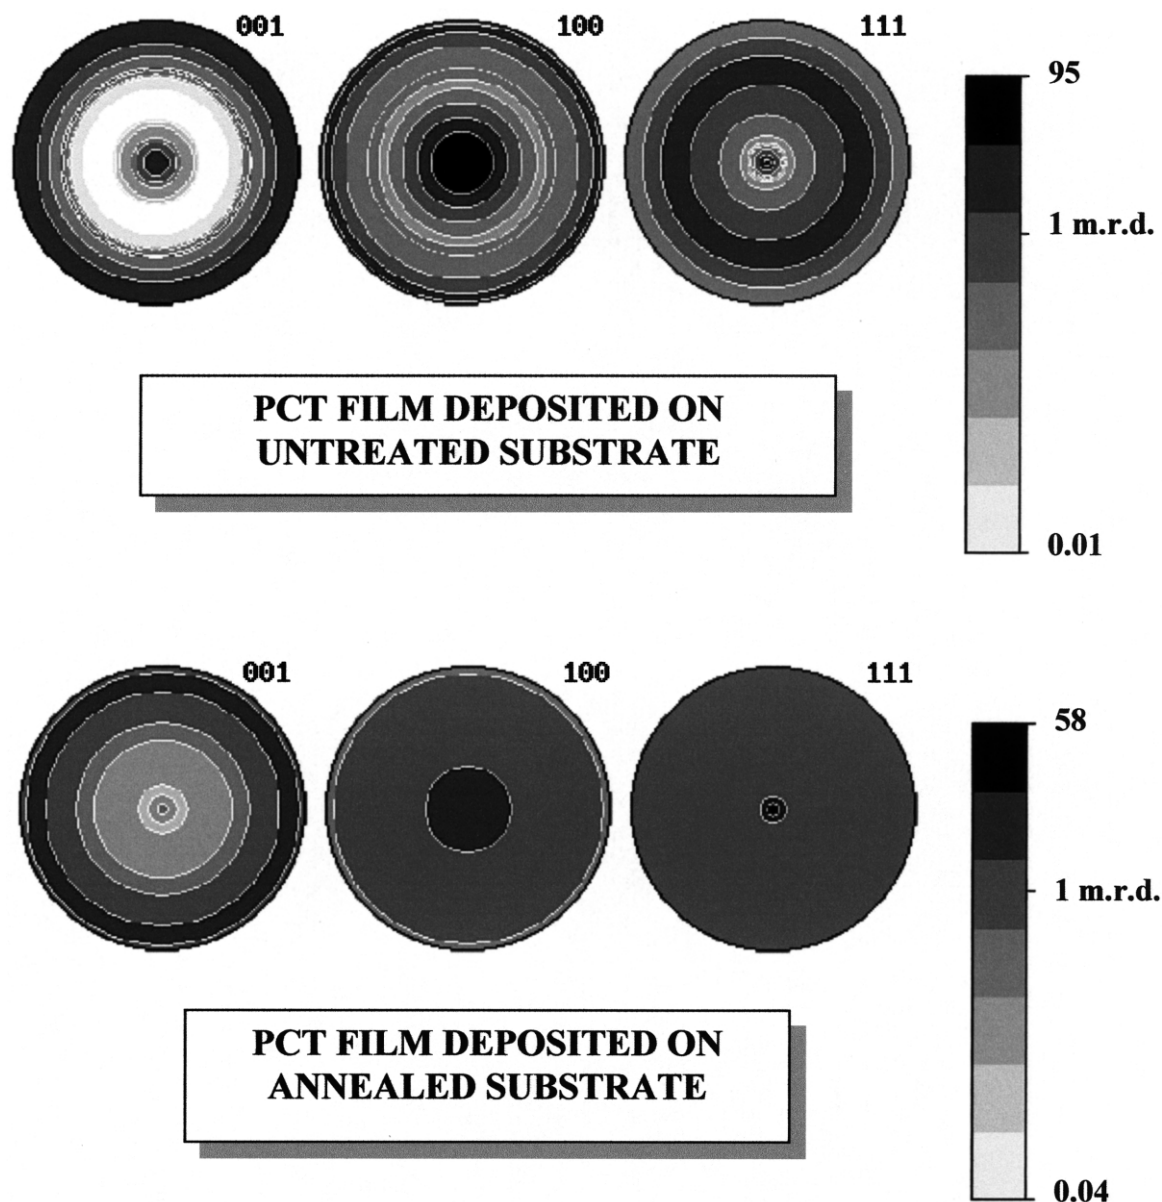 001
100
111
95
1 m.r.d.
0.01
PCT FILM DEPOSITED ON
UNTREATED SUBSTRATE
001
100
111
58
1 m.r.d.
0.04
PCT FILM DEPOSITED ON
ANNEALED SUBSTRATE